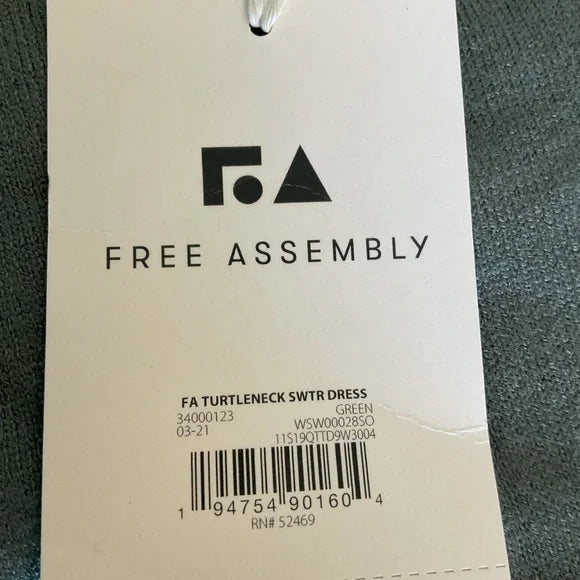 FREE ASSEMBLY
FA TURTLENECK SWTR DRESS
34000123 GREEN
03-21 WSW00028SO
11S19QTTD9W3004
1 94754 90160 4
RN# 52469